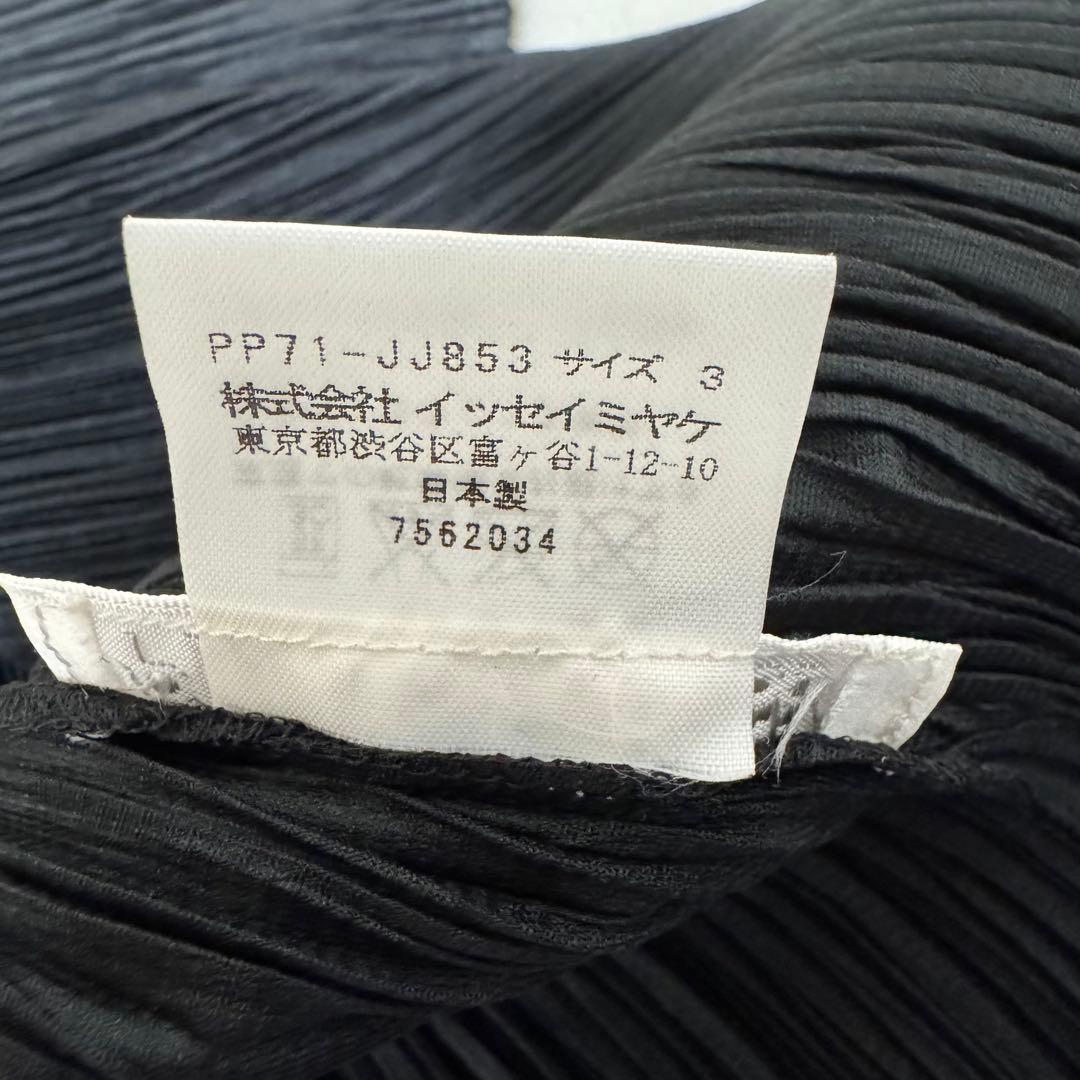 PP71-JJ853 サイズ 3
株式会社 イッセイミヤケ
東京都渋谷区富ヶ谷1-12-10
日本製
7562034